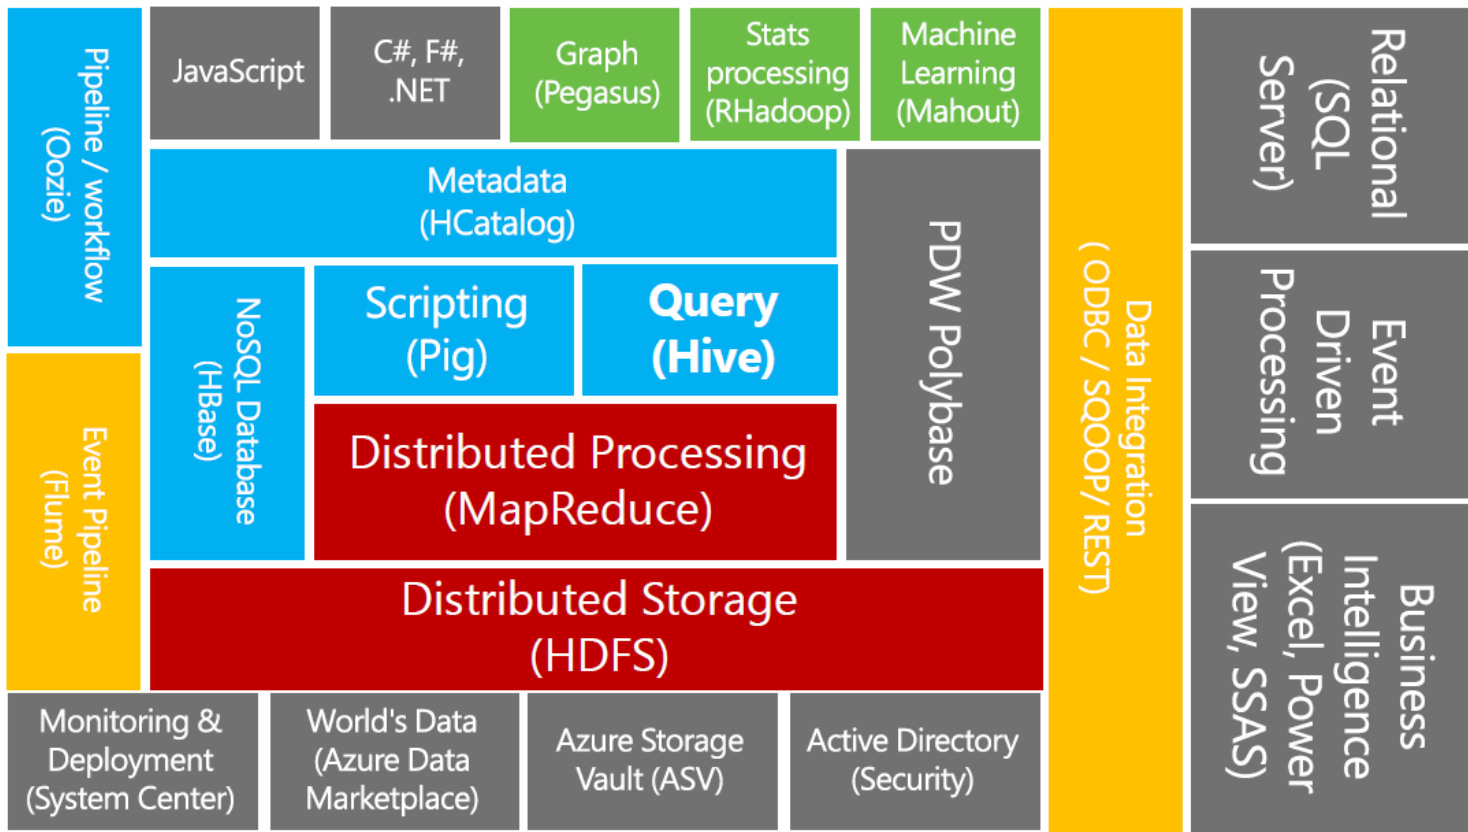 Pipeline / workflow
(Oozie)
JavaScript
C#, F#,
.NET
Graph
(Pegasus)
Stats
processing
(RHadoop)
Machine
Learning
(Mahout)
Metadata
(HCatalog)
NoSQL Database
(HBase)
Scripting
(Pig)
Query
(Hive)
PDW Polybase
Distributed Processing
(MapReduce)
Event Pipeline
(Flume)
Distributed Storage
(HDFS)
Monitoring &
Deployment
(System Center)
World's Data
(Azure Data
Marketplace)
Azure Storage
Vault (ASV)
Active Directory
(Security)
Data Integration
( ODBC / SQOOP/ REST)
Relational
(SQL
Server)
Event
Driven
Processing
Business
Intelligence
(Excel, Power
View, SSAS)